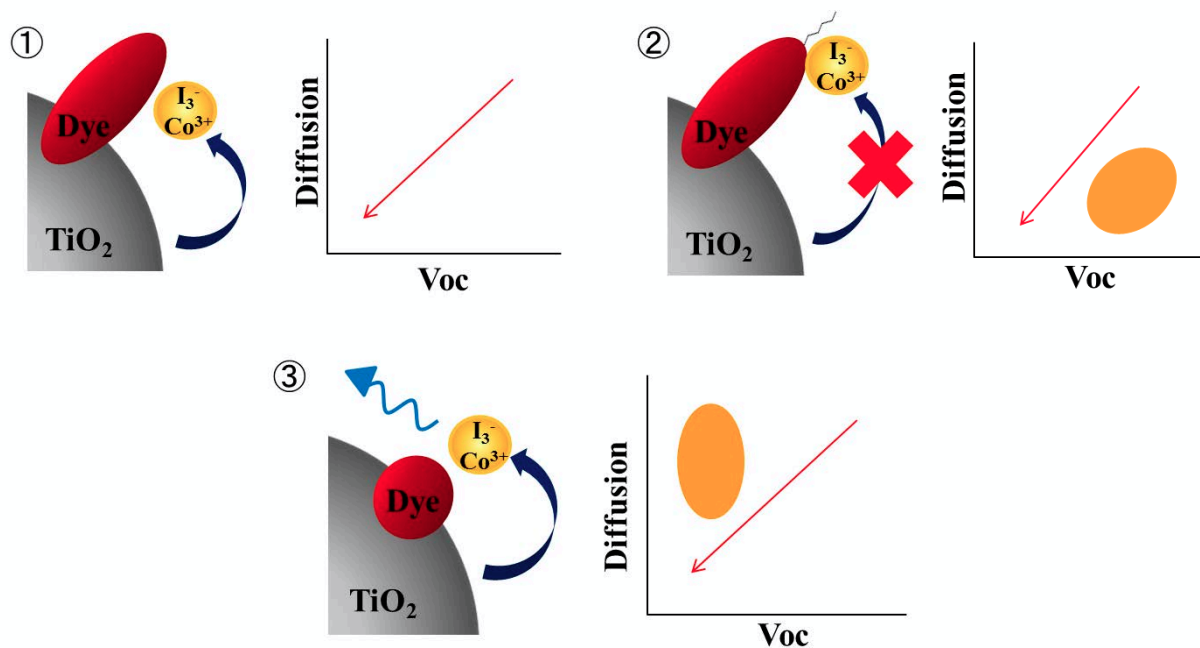 ①
I₃⁻
Co³⁺
Dye
TiO₂
Diffusion
Voc
②
I₃⁻
Co³⁺
Dye
TiO₂
Diffusion
Voc
③
I₃⁻
Co³⁺
Dye
TiO₂
Diffusion
Voc